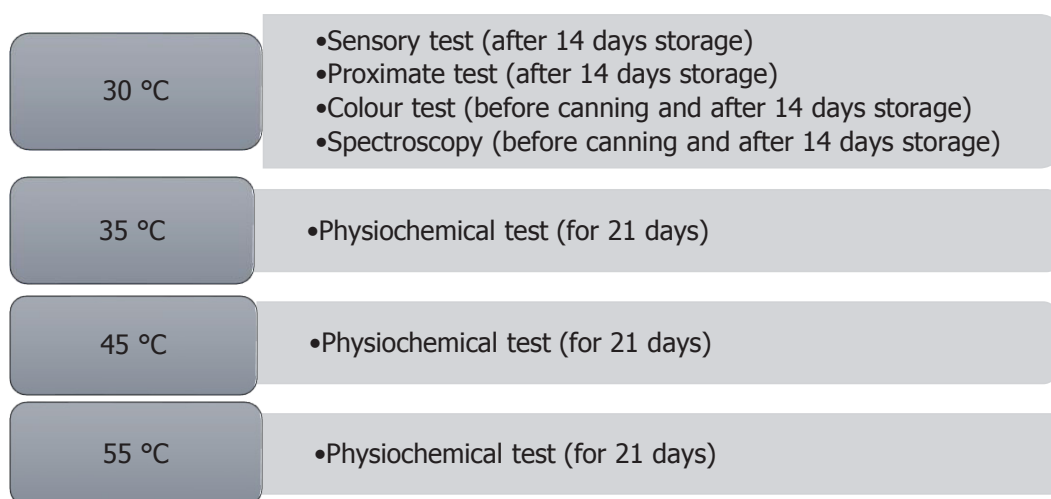 30 °C
•Sensory test (after 14 days storage)
•Proximate test (after 14 days storage)
•Colour test (before canning and after 14 days storage)
•Spectroscopy (before canning and after 14 days storage)
35 °C
•Physiochemical test (for 21 days)
45 °C
•Physiochemical test (for 21 days)
55 °C
•Physiochemical test (for 21 days)